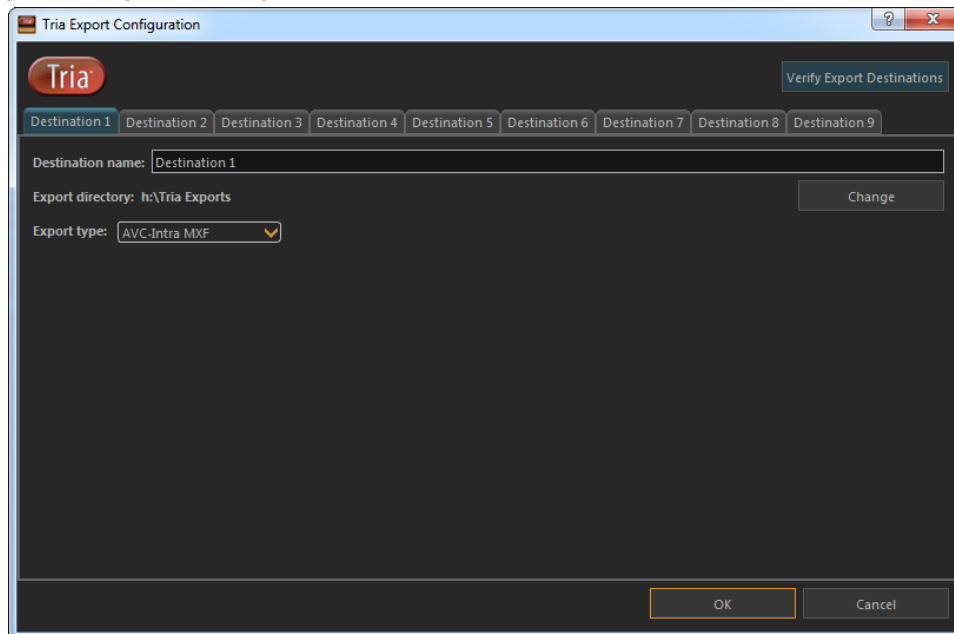 Tria Export Configuration
Tria
Verify Export Destinations
Destination 1 Destination 2 Destination 3 Destination 4 Destination 5 Destination 6 Destination 7 Destination 8 Destination 9
Destination name: Destination 1
Export directory: h:\Tria Exports Change
Export type: AVC-Intra MXF
OK Cancel